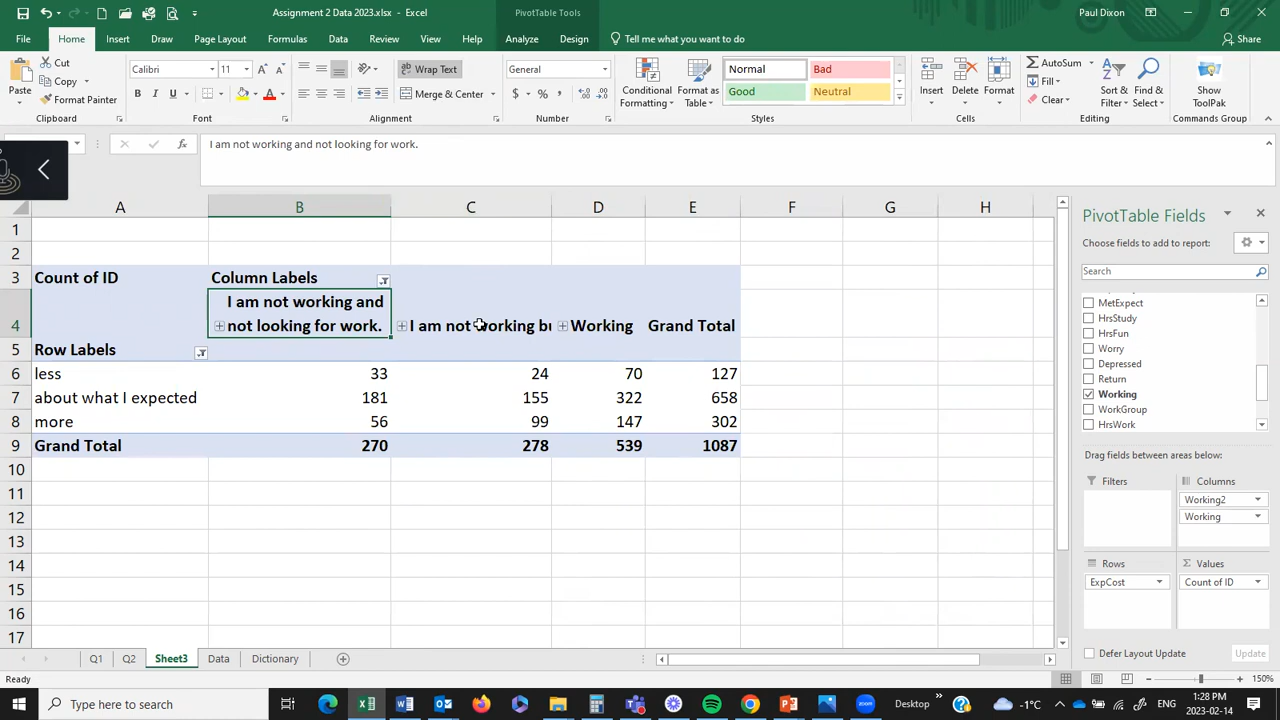 Assignment 2 Data 2023.xlsx - Excel
PivotTable Tools
Paul Dixon
File Home Insert Draw Page Layout Formulas Data Review View Help Analyze Design Tell me what you want to do Share
Paste
Cut
Copy
Format Painter
Clipboard
Calibri 11
B I U
Font
Wrap Text
Merge & Center
Alignment
General
$ % ,
Number
Conditional Formatting
Format as Table
Normal Bad
Good Neutral
Styles
Insert Delete Format
Cells
AutoSum
Fill
Clear
Sort & Filter
Find & Select
Editing
Show ToolPak
Commands Group
I am not working and not looking for work.
A B C D E F G H
1
2
3 Count of ID Column Labels
4 I am not working and not looking for work. I am not working bu Working Grand Total
5 Row Labels
6 less 33 24 70 127
7 about what I expected 181 155 322 658
8 more 56 99 147 302
9 Grand Total 270 278 539 1087
10
11
12
13
14
15
16
17
PivotTable Fields
Choose fields to add to report:
Search
MetExpect
HrsStudy
HrsFun
Worry
Depressed
Return
Working
WorkGroup
HrsWork
Drag fields between areas below:
Filters
Columns
Working2
Working
Rows
ExpCost
Values
Count of ID
Defer Layout Update Update
Q1 Q2 Sheet3 Data Dictionary
150%
Type here to search
Desktop
-1°C
ENG
1:28 PM
2023-02-14